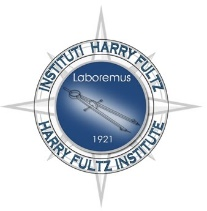 INSTITUTI HARRY FULTZ
Laboremus
1921
HARRY FULTZ INSTITUTE